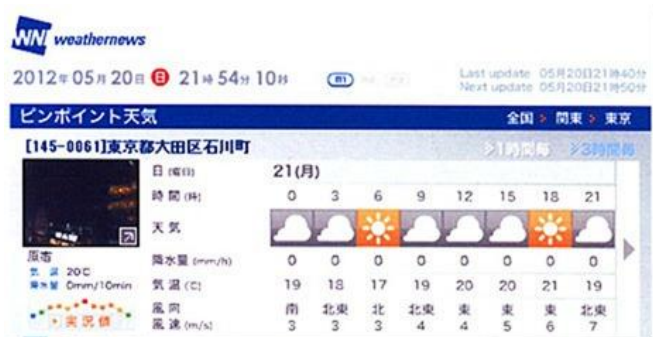 WNI weathernews
2012年05月20日 日 21時54分10秒
Last update 05月20日21時40分
Next update 05月20日21時50分
ピンポイント天気 全国 > 関東 > 東京
[145-0061]東京都大田区石川町 >1時間毎 >3時間毎
日(曜日) 21(月)
時間(時) 0 3 6 9 12 15 18 21
天気
降水量(mm/h) 0 0 0 0 0 0 0 0
気温 20℃
降水量 0mm/10min
気温(℃) 19 18 17 19 20 20 21 19
実況値
風向 南 北東 北 北東 東 東 東 北東
風速(m/s) 3 3 3 4 4 5 6 7